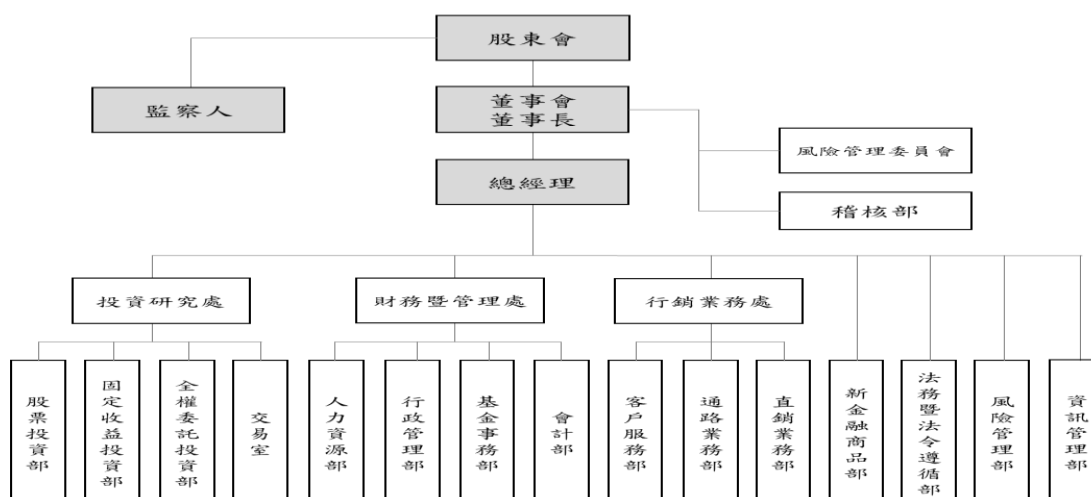 股東會
監察人
董事會
董事長
風險管理委員會
總經理
稽核部
投資研究處
財務暨管理處
行銷業務處
股票投資部
固定收益投資部
全權委託投資部
交易室
人力資源部
行政管理部
基金事務部
會計部
客戶服務部
通路業務部
直銷業務部
新金融商品部
法務暨法令遵循部
風險管理部
資訊管理部